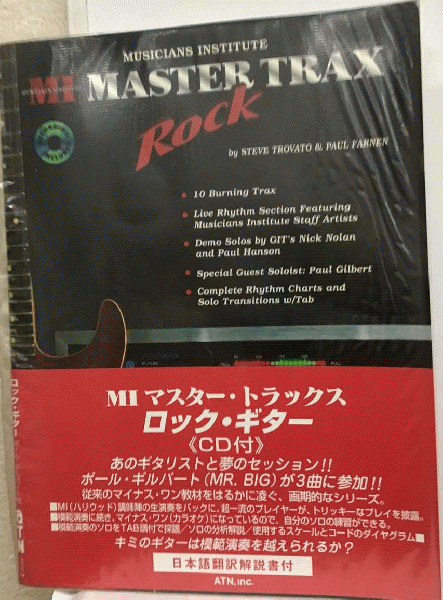 MUSICIANS INSTITUTE
MI MASTER TRAX
Rock
by STEVE TROVATO & PAUL FARNEN
• 10 Burning Trax
• Live Rhythm Section Featuring
Musicians Institute Staff Artists
• Demo Solos by GIT's Nick Nolan
and Paul Hanson
• Special Guest Soloist: Paul Gilbert
• Complete Rhythm Charts and
Solo Transitions w/Tab
MI マスター・トラックス
ロック・ギター
《CD付》
あのギタリストと夢のセッション!!
ポール・ギルバート(MR. BIG)が3曲に参加!!
従来のマイナス・ワン教材をはるかに凌ぐ、画期的なシリーズ。
■MI(ハリウッド)講師陣の生演奏をバックに、超一流のプレイヤーが、トリッキーなプレイを披露。
■模範演奏に続き、マイナス・ワン(カラオケ)になっているので、自分のソロの練習ができる。
■模範演奏のソロをTAB譜付で採譜/ソロの分析解説/使用するスケールとコードのダイヤグラム■
キミのギターは模範演奏を越えられるか?
日本語翻訳解説書付
ATN, inc.
ロック・ギター
ATN